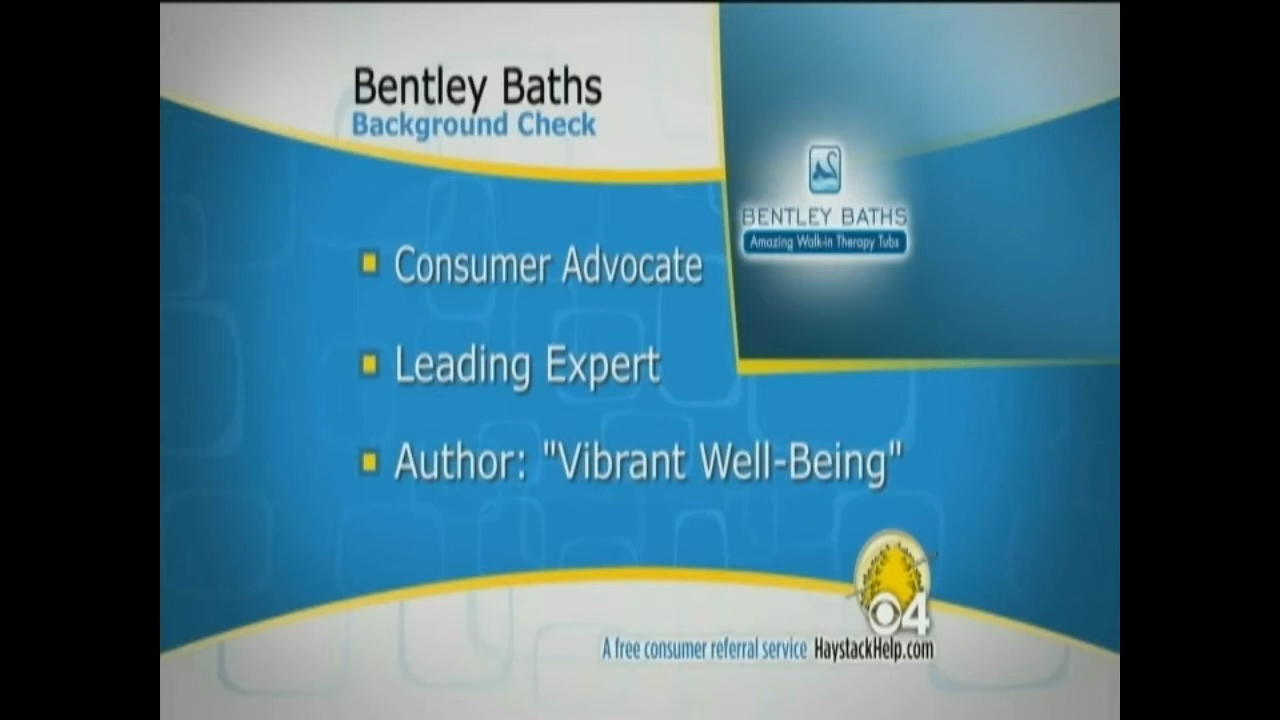 Bentley Baths
Background Check
BENTLEY BATHS
Amazing Walk-in Therapy Tubs
Consumer Advocate
Leading Expert
Author: "Vibrant Well-Being"
4
A free consumer referral service HaystackHelp.com